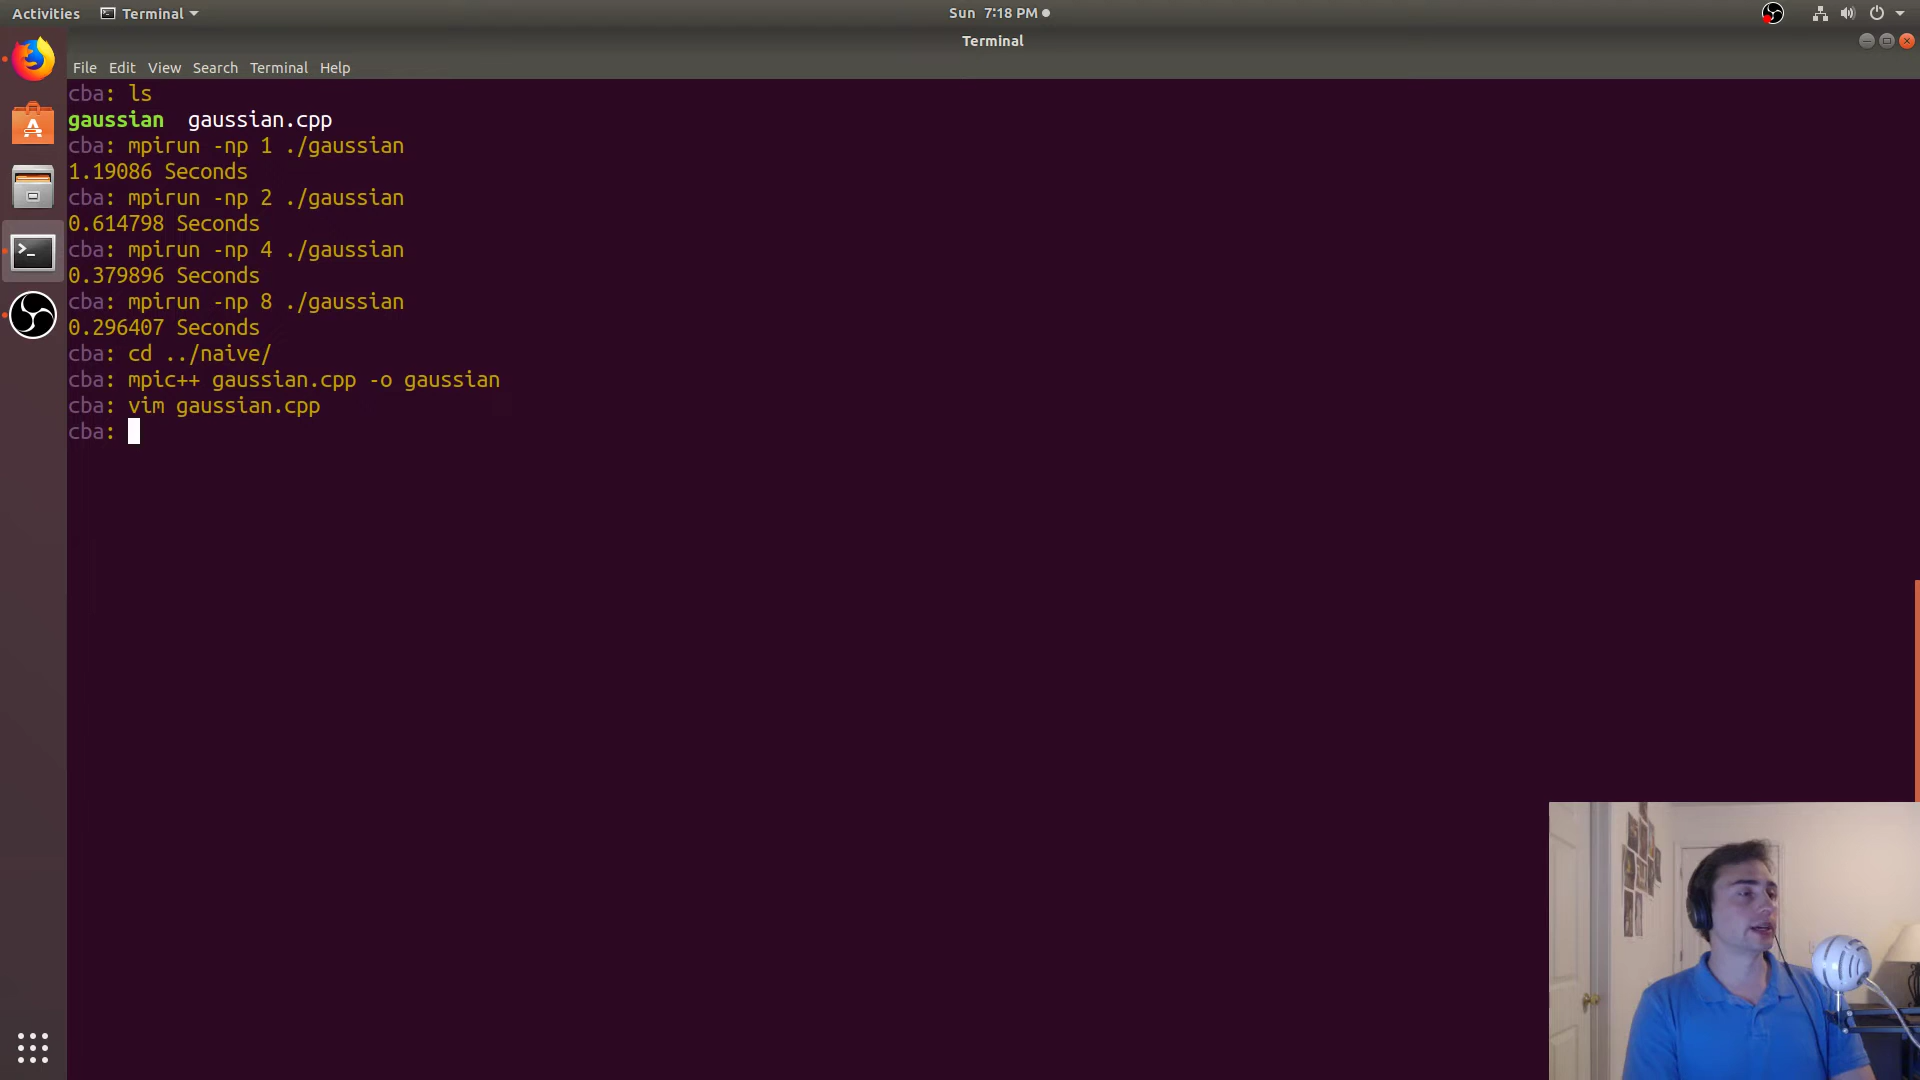 Activities Terminal Sun 7:18 PM
Terminal
File Edit View Search Terminal Help
cba: ls
gaussian gaussian.cpp
cba: mpirun -np 1 ./gaussian
1.19086 Seconds
cba: mpirun -np 2 ./gaussian
0.614798 Seconds
cba: mpirun -np 4 ./gaussian
0.379896 Seconds
cba: mpirun -np 8 ./gaussian
0.296407 Seconds
cba: cd ../naive/
cba: mpic++ gaussian.cpp -o gaussian
cba: vim gaussian.cpp
cba: